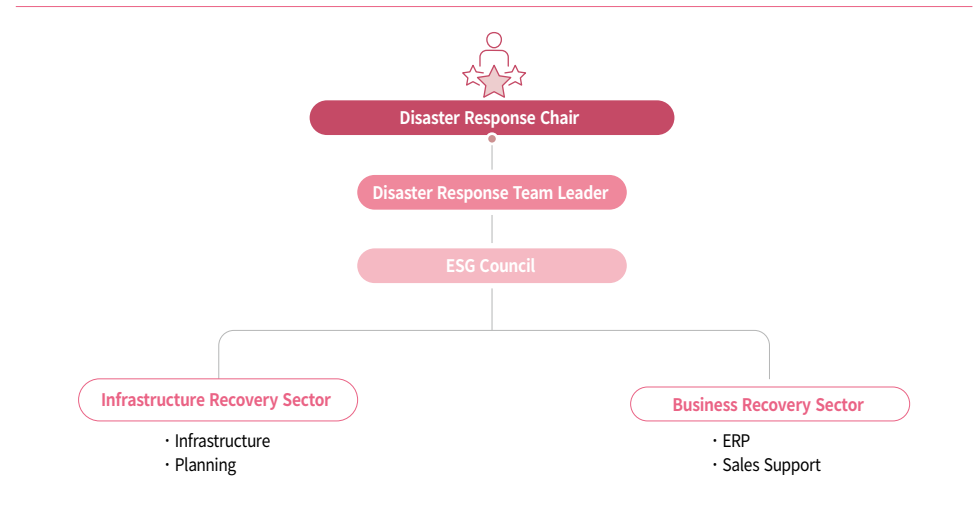 Disaster Response Chair
Disaster Response Team Leader
ESG Council
Infrastructure Recovery Sector
· Infrastructure
· Planning
Business Recovery Sector
· ERP
· Sales Support